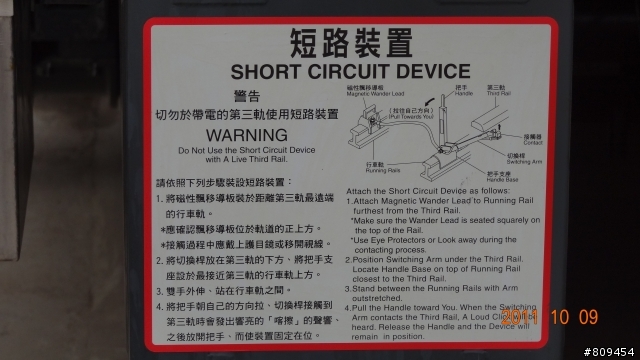 短路裝置
SHORT CIRCUIT DEVICE
警告
切勿於帶電的第三軌使用短路裝置
WARNING
Do Not Use the Short Circuit Device
with A Live Third Rail.
磁性飄移導板
Magnetic Wander Lead
(拉往自己方向)
(Pull Towards You)
把手
Handle
第三軌
Third Rail
接觸器
Contact
切換桿
Switching Arm
把手支座
Handle Base
行車軌
Running Rails
請依照下列步驟裝設短路裝置：
1. 將磁性飄移導板裝於距離第三軌最遠端
的行車軌。
*應確認飄移導板位於軌道的正上方。
*接觸過程中應戴上護目鏡或移開視線。
2. 將切換桿放在第三軌的下方、將把手支
座設於最接近第三軌的行車軌上方。
3. 雙手外伸、站在行車軌之間。
4. 將把手朝自己的方向拉、切換桿接觸到
第三軌時會發出響亮的「喀擦」的聲響、
之後放開把手、而使裝置固定在位。
Attach the Short Circuit Device as follows:
1.Attach Magnetic Wander Lead to Running Rail
furthest from the Third Rail.
*Make sure the Wander Lead is seated squarely on
the top of the Rail.
*Use Eye Protectors or Look away during the
contacting process.
2.Position Switching Arm under the Third Rail.
Locate Handle Base on top of Running Rail
closest to the Third Rail.
3.Stand between the Running Rails with Arm
outstretched.
4.Pull the Handle toward You. When the Switching
Arm contacts the Third Rail, A Loud Click will be
heard. Release the Handle and the Device will
remain in position.
2011 10 09
#809454